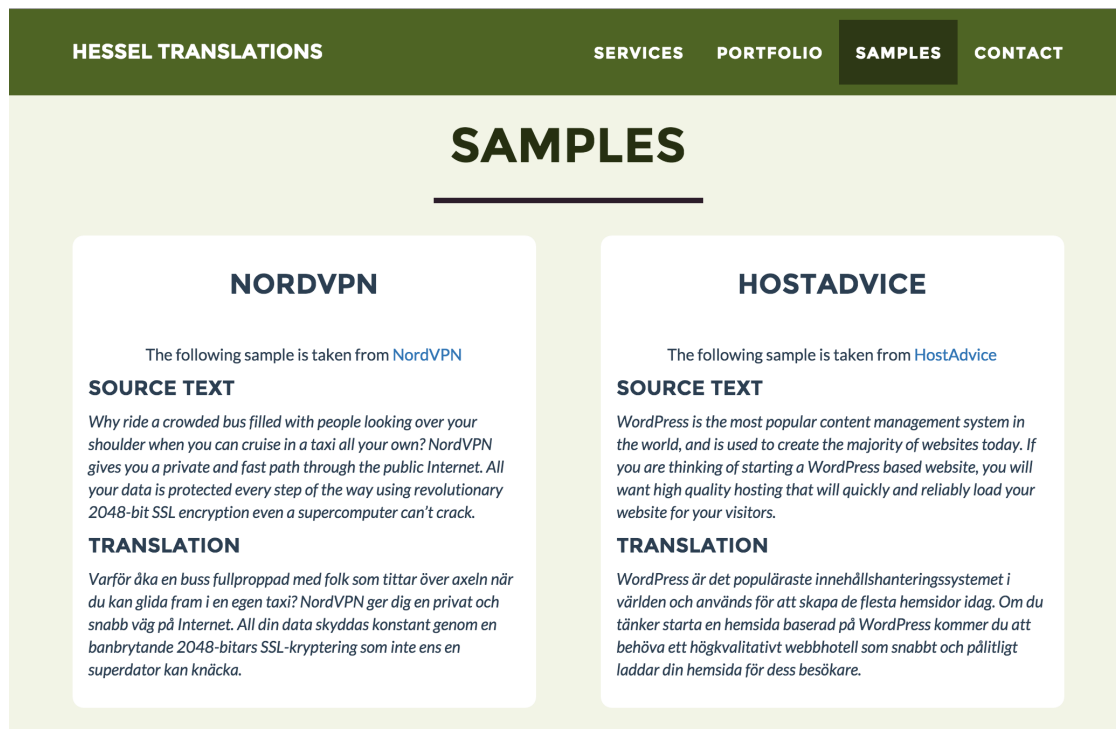 HESSEL TRANSLATIONS
SERVICES PORTFOLIO SAMPLES CONTACT
SAMPLES
NORDVPN
The following sample is taken from NordVPN
SOURCE TEXT
Why ride a crowded bus filled with people looking over your
shoulder when you can cruise in a taxi all your own? NordVPN
gives you a private and fast path through the public Internet. All
your data is protected every step of the way using revolutionary
2048-bit SSL encryption even a supercomputer can’t crack.
TRANSLATION
Varför åka en buss fullproppad med folk som tittar över axeln när
du kan glida fram i en egen taxi? NordVPN ger dig en privat och
snabb väg på Internet. All din data skyddas konstant genom en
banbrytande 2048-bitars SSL-kryptering som inte ens en
superdator kan knäcka.
HOSTADVICE
The following sample is taken from HostAdvice
SOURCE TEXT
WordPress is the most popular content management system in
the world, and is used to create the majority of websites today. If
you are thinking of starting a WordPress based website, you will
want high quality hosting that will quickly and reliably load your
website for your visitors.
TRANSLATION
WordPress är det populäraste innehållshanteringssystemet i
världen och används för att skapa de flesta hemsidor idag. Om du
tänker starta en hemsida baserad på WordPress kommer du att
behöva ett högkvalitativt webbhotell som snabbt och pålitligt
laddar din hemsida för dess besökare.